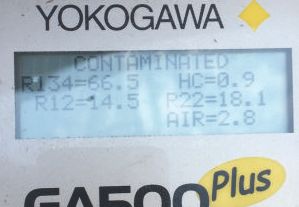 YOKOGAWA
CONTAMINATED
R134=66.5 HC=0.9
R12=14.5 R22=18.1
AIR=2.8
GA500 Plus